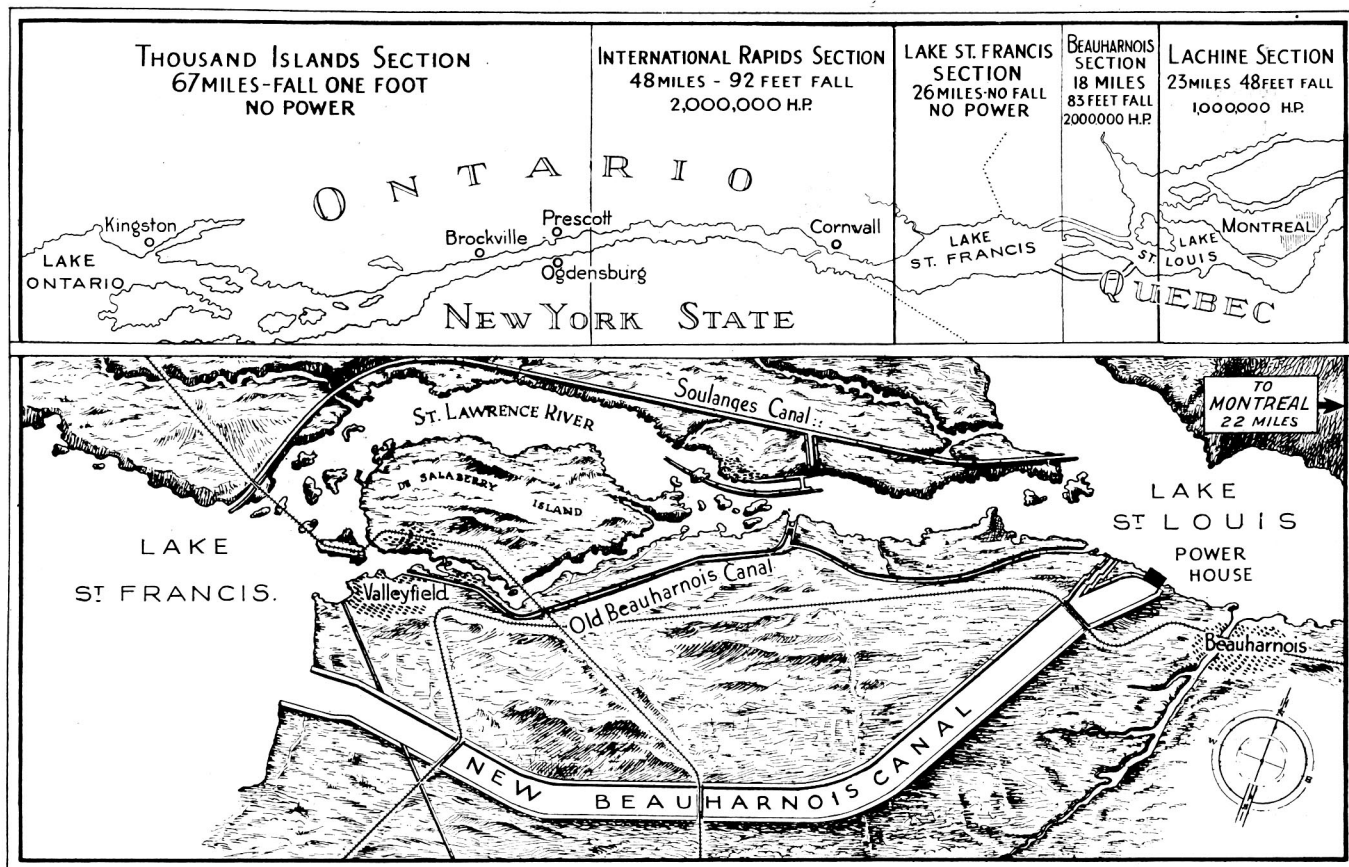 THOUSAND ISLANDS SECTION
67 MILES-FALL ONE FOOT
NO POWER
INTERNATIONAL RAPIDS SECTION
48 MILES - 92 FEET FALL
2,000,000 H.P.
LAKE ST. FRANCIS
SECTION
26 MILES-NO FALL
NO POWER
BEAUHARNOIS
SECTION
18 MILES
83 FEET FALL
2000000 H.P.
LACHINE SECTION
23 MILES 48 FEET FALL
1,000,000 H.P.
ONTARIO
Kingston
LAKE
ONTARIO
Brockville
Prescott
Ogdensburg
Cornwall
LAKE
ST. FRANCIS
LAKE
ST. LOUIS
MONTREAL
QUEBEC
NEW YORK STATE
Soulanges Canal
TO
MONTREAL
22 MILES
ST. LAWRENCE RIVER
DE SALABERRY
ISLAND
LAKE
ST FRANCIS.
LAKE
ST LOUIS
POWER
HOUSE
Valleyfield
Old Beauharnois Canal
Beauharnois
NEW BEAUHARNOIS CANAL
W